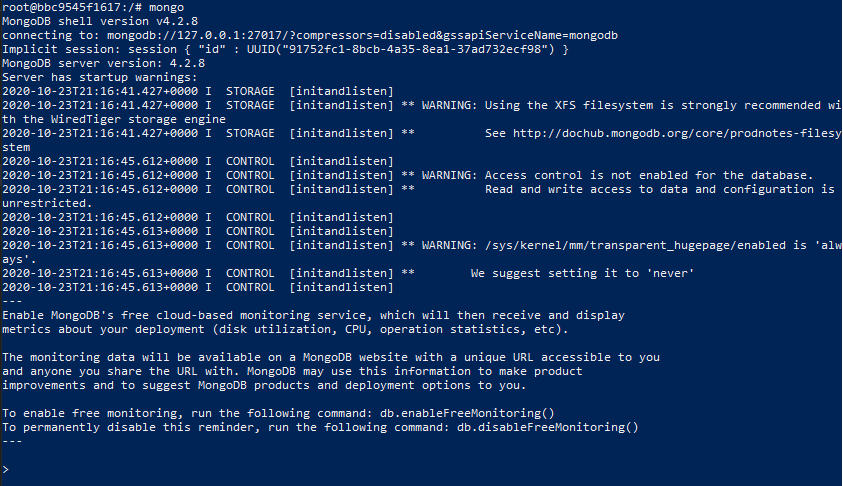 root@bbc9545f1617:/# mongo
MongoDB shell version v4.2.8
connecting to: mongodb://127.0.0.1:27017/?compressors=disabled&gssapiServiceName=mongodb
Implicit session: session { "id" : UUID("91752fc1-8bcb-4a35-8ea1-37ad732ecf98") }
MongoDB server version: 4.2.8
Server has startup warnings:
2020-10-23T21:16:41.427+0000 I  STORAGE  [initandlisten]
2020-10-23T21:16:41.427+0000 I  STORAGE  [initandlisten] ** WARNING: Using the XFS filesystem is strongly recommended wi
th the WiredTiger storage engine
2020-10-23T21:16:41.427+0000 I  STORAGE  [initandlisten] **          See http://dochub.mongodb.org/core/prodnotes-filesy
stem
2020-10-23T21:16:45.612+0000 I  CONTROL  [initandlisten]
2020-10-23T21:16:45.612+0000 I  CONTROL  [initandlisten] ** WARNING: Access control is not enabled for the database.
2020-10-23T21:16:45.612+0000 I  CONTROL  [initandlisten] **          Read and write access to data and configuration is
unrestricted.
2020-10-23T21:16:45.612+0000 I  CONTROL  [initandlisten]
2020-10-23T21:16:45.613+0000 I  CONTROL  [initandlisten]
2020-10-23T21:16:45.613+0000 I  CONTROL  [initandlisten] ** WARNING: /sys/kernel/mm/transparent_hugepage/enabled is 'alw
ays'.
2020-10-23T21:16:45.613+0000 I  CONTROL  [initandlisten] **        We suggest setting it to 'never'
2020-10-23T21:16:45.613+0000 I  CONTROL  [initandlisten]
---
Enable MongoDB's free cloud-based monitoring service, which will then receive and display
metrics about your deployment (disk utilization, CPU, operation statistics, etc).

The monitoring data will be available on a MongoDB website with a unique URL accessible to you
and anyone you share the URL with. MongoDB may use this information to make product
improvements and to suggest MongoDB products and deployment options to you.

To enable free monitoring, run the following command: db.enableFreeMonitoring()
To permanently disable this reminder, run the following command: db.disableFreeMonitoring()
---

>